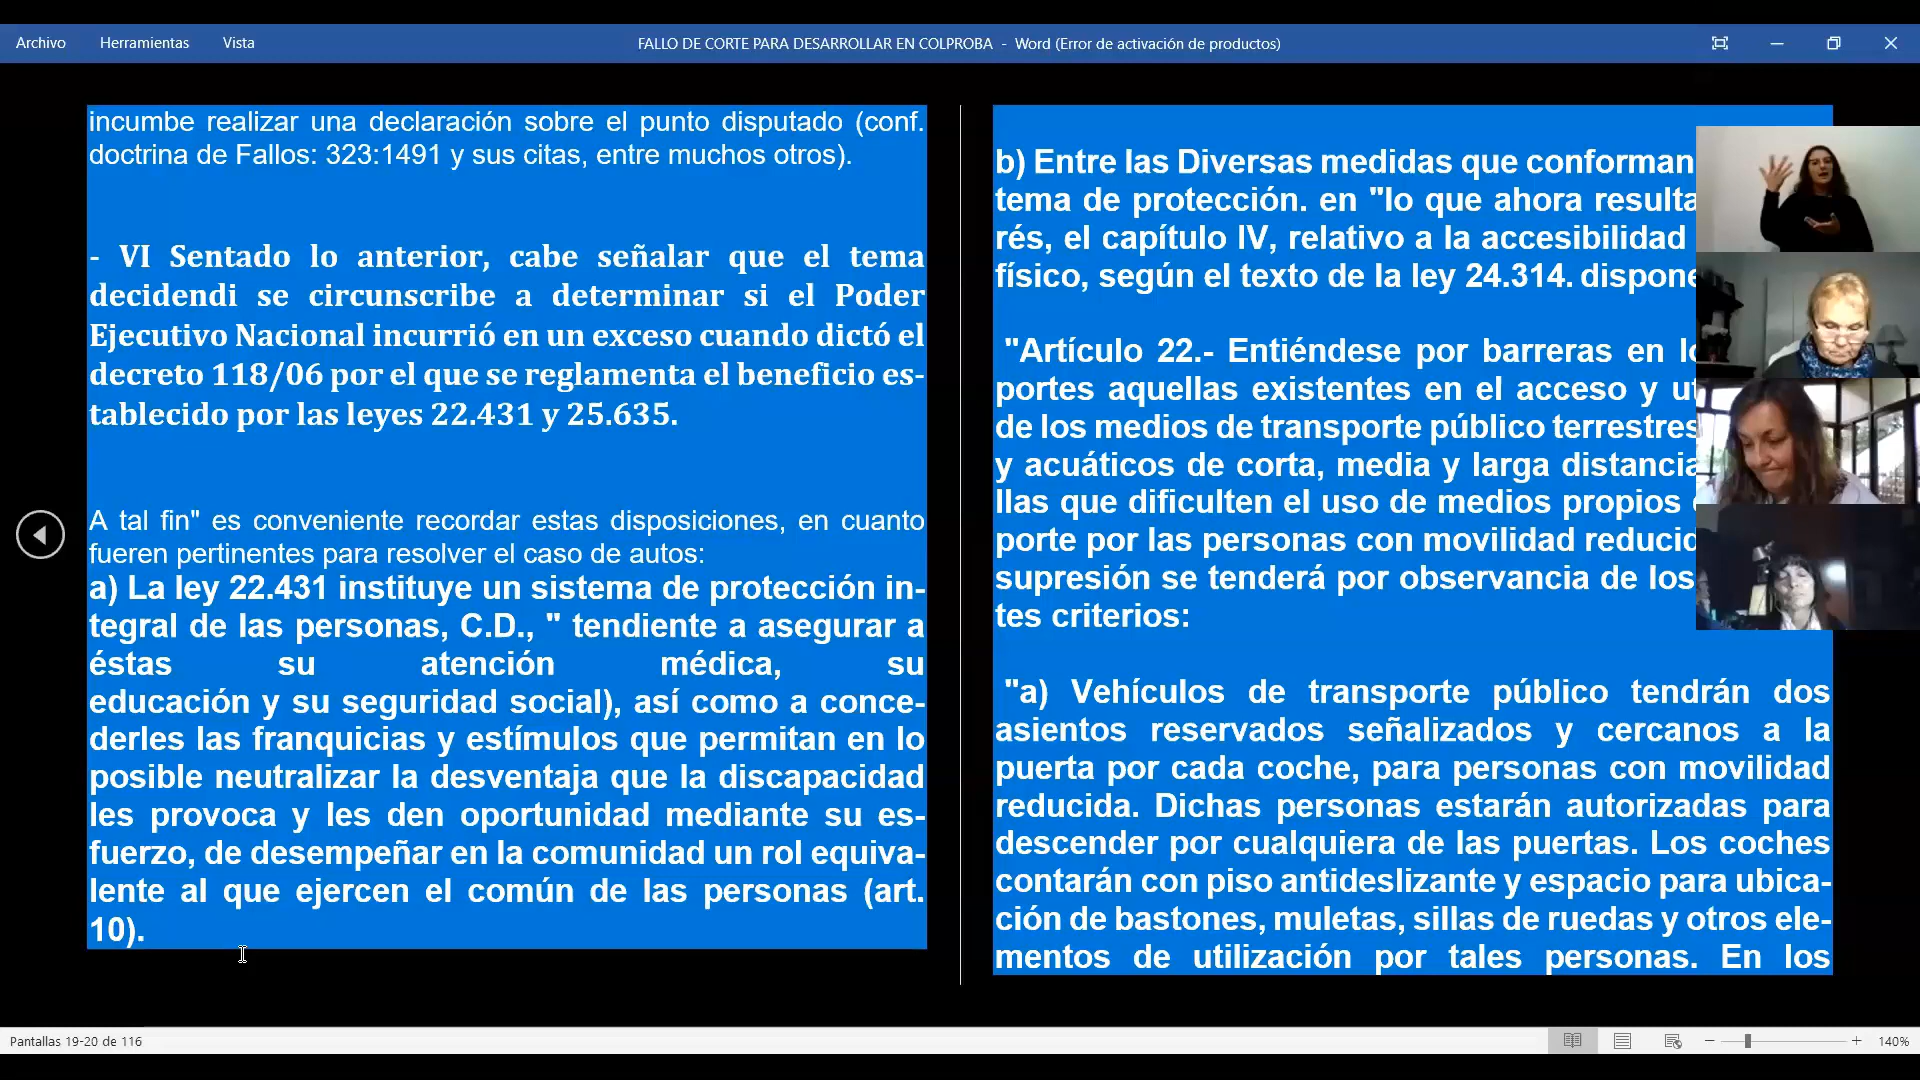 Archivo Herramientas Vista
FALLO DE CORTE PARA DESARROLLAR EN COLPROBA - Word (Error de activación de productos)
incumbe realizar una declaración sobre el punto disputado (conf.
doctrina de Fallos: 323:1491 y sus citas, entre muchos otros).
- VI Sentado lo anterior, cabe señalar que el tema
decidendi se circunscribe a determinar si el Poder
Ejecutivo Nacional incurrió en un exceso cuando dictó el
decreto 118/06 por el que se reglamenta el beneficio es-
tablecido por las leyes 22.431 y 25.635.
A tal fin" es conveniente recordar estas disposiciones, en cuanto
fueren pertinentes para resolver el caso de autos:
a) La ley 22.431 instituye un sistema de protección in-
tegral de las personas, C.D., " tendiente a asegurar a
éstas su atención médica, su
educación y su seguridad social), así como a conce-
derles las franquicias y estímulos que permitan en lo
posible neutralizar la desventaja que la discapacidad
les provoca y les den oportunidad mediante su es-
fuerzo, de desempeñar en la comunidad un rol equiva-
lente al que ejercen el común de las personas (art.
10).
b) Entre las Diversas medidas que conforman
tema de protección. en "lo que ahora resulta
rés, el capítulo IV, relativo a la accesibilidad
físico, según el texto de la ley 24.314. dispone
"Artículo 22.- Entiéndese por barreras en
portes aquellas existentes en el acceso y
de los medios de transporte público terrestres
y acuáticos de corta, media y larga distancia
llas que dificulten el uso de medios propios
porte por las personas con movilidad
supresión se tenderá por observancia de los
tes criterios:
"a) Vehículos de transporte público tendrán dos
asientos reservados señalizados y cercanos a la
puerta por cada coche, para personas con movilidad
reducida. Dichas personas estarán autorizadas para
descender por cualquiera de las puertas. Los coches
contarán con piso antideslizante y espacio para ubica-
ción de bastones, muletas, sillas de ruedas y otros ele-
mentos de utilización por tales personas. En los
Pantallas 19-20 de 116
140%